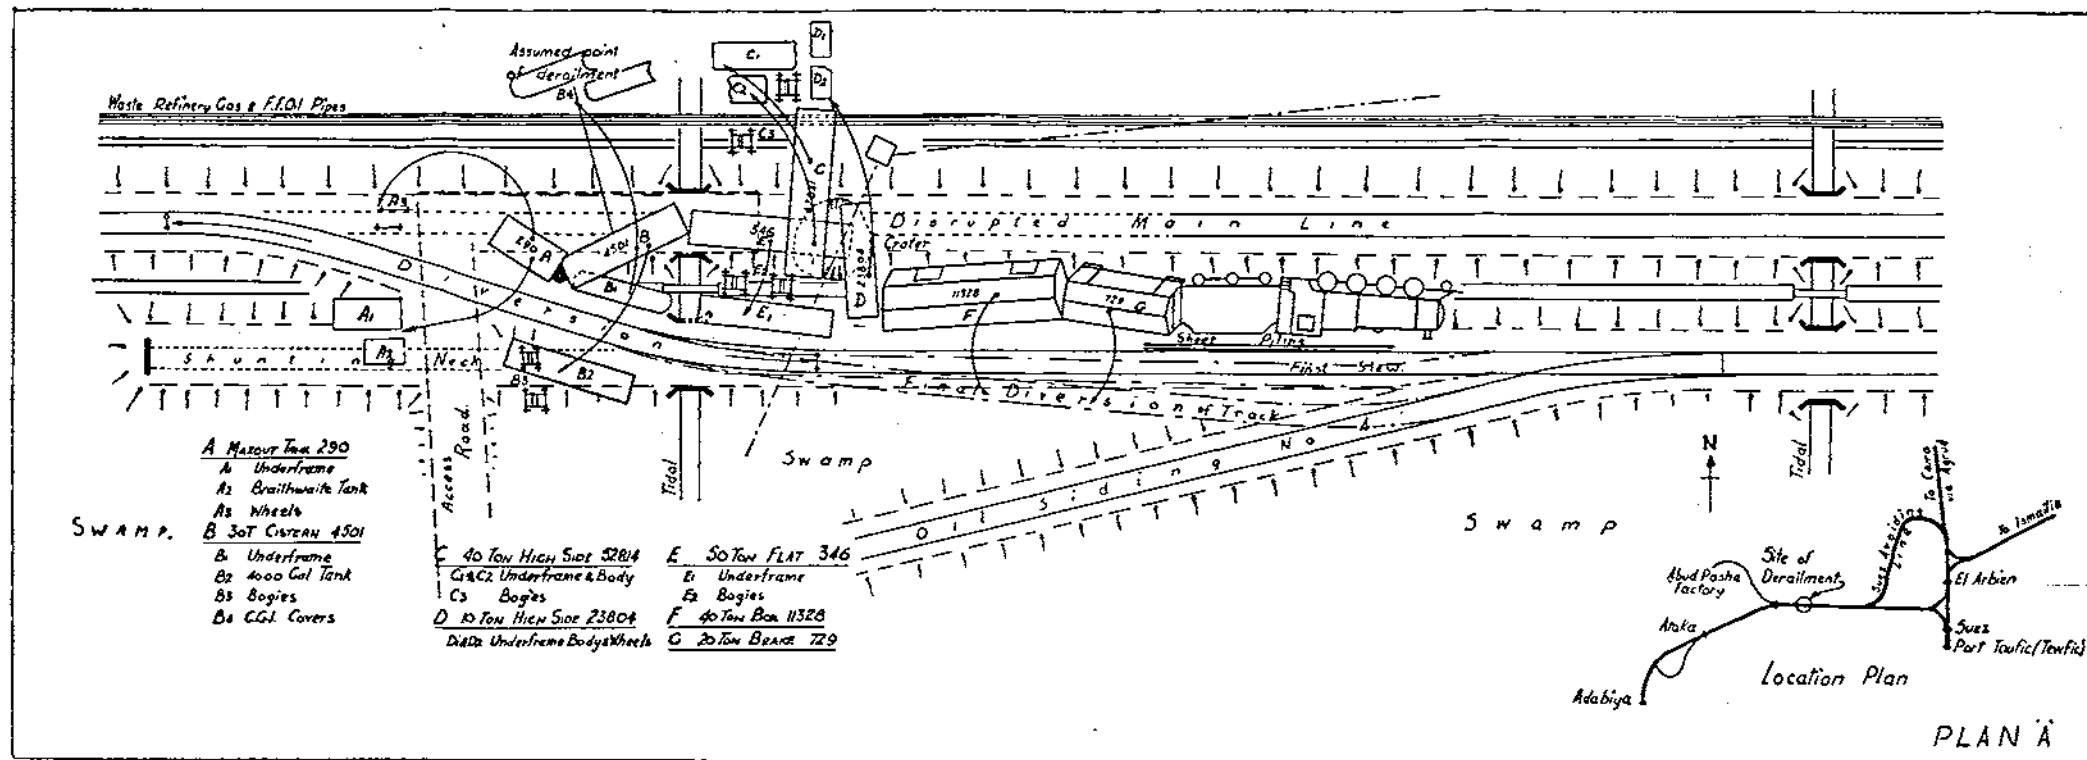 Assumed point
of derailment
B4
C1
D1
D2
C2
Waste Refinery Gas & F.F.Oil Pipes
C3
C
A3
290
A
4501
B
B1
346
E
E2
E1
23804
D
Crater
Disrupted Main Line
Diversion
A1
A2
Shunting Neck
B3
B2
11328
F
729
G
Sheet Piling
First Slew.
Final Diversion of Track
Oil Siding No 4
Access Road
Tidal
Tidal
Swamp
SWAMP.
Swamp
N
A MAZOUT TANK 290
A1 Underframe
A2 Braithwaite Tank
A3 Wheels
B 30T CISTERN 4501
B1 Underframe
B2 4000 Gal Tank
B3 Bogies
B4 C.G.I. Covers
C 40 TON HIGH SIDE 52814
C1&C2 Underframe & Body
C3 Bogies
D 10 TON HIGH SIDE 23804
D1&D2 Underframe Body & Wheels
E 50 TON FLAT 346
E1 Underframe
E2 Bogies
F 40 TON BOX 11328
G 20 TON BRAKE 729
To Cairo
via Agrud
To Ismailia
Suez Avoiding
Line
Site of
Derailment
Abud Pasha
Factory
El Arbien
Ataka
Suez
Port Taufic (Tewfic)
Adabiya
Location Plan
PLAN "A"